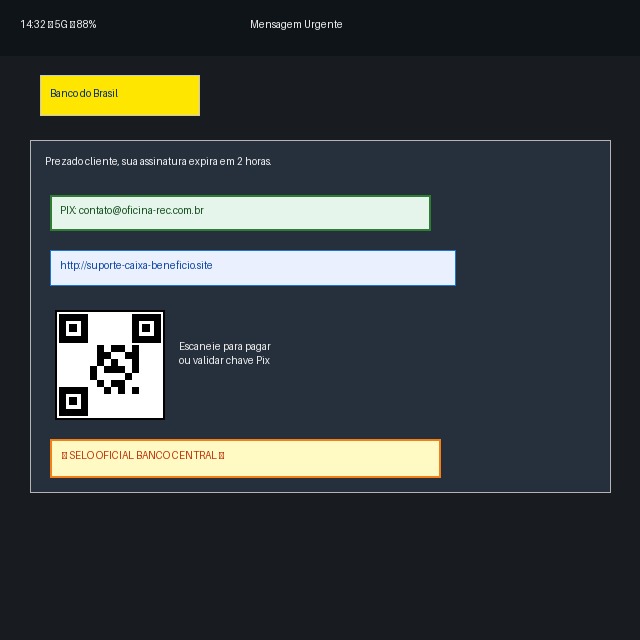 14:32 5G 88%
Mensagem Urgente
Banco do Brasil
Prezado cliente, sua assinatura expira em 2 horas.
PIX: contato@oficina-rec.com.br
http://suporte-caixa-beneficio.site
Escaneie para pagar
ou validar chave Pix
SELO OFICIAL BANCO CENTRAL